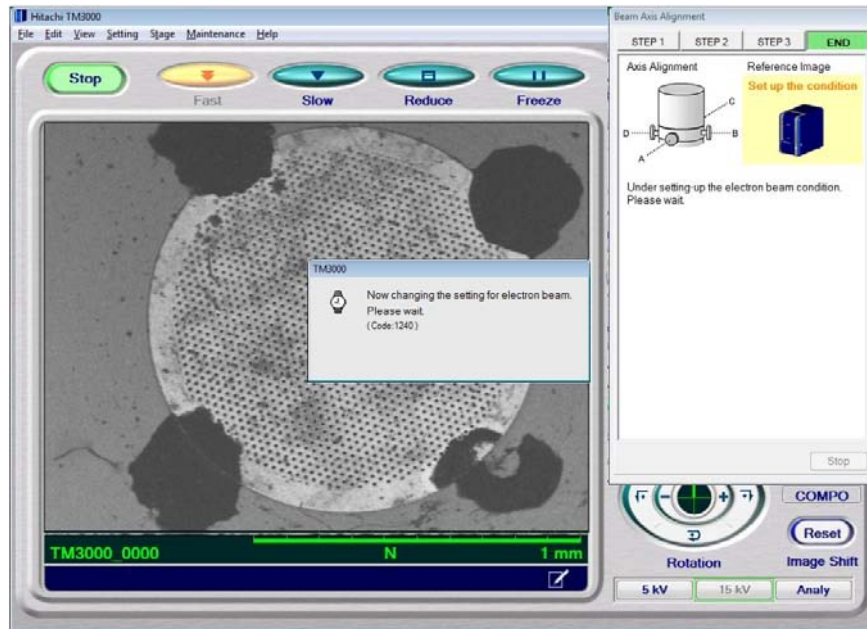 Hitachi TM3000
File Edit View Setting Stage Maintenance Help
Stop
Fast
Slow
Reduce
Freeze
TM3000
Now changing the setting for electron beam.
Please wait.
(Code:1240)
TM3000_0000
N
1 mm
Beam Axis Alignment
STEP 1
STEP 2
STEP 3
END
Axis Alignment
Reference Image
Set up the condition
C
D
B
A
Under setting-up the electron beam condition.
Please wait.
Stop
COMPO
Reset
Rotation
Image Shift
5 kV
15 kV
Analy